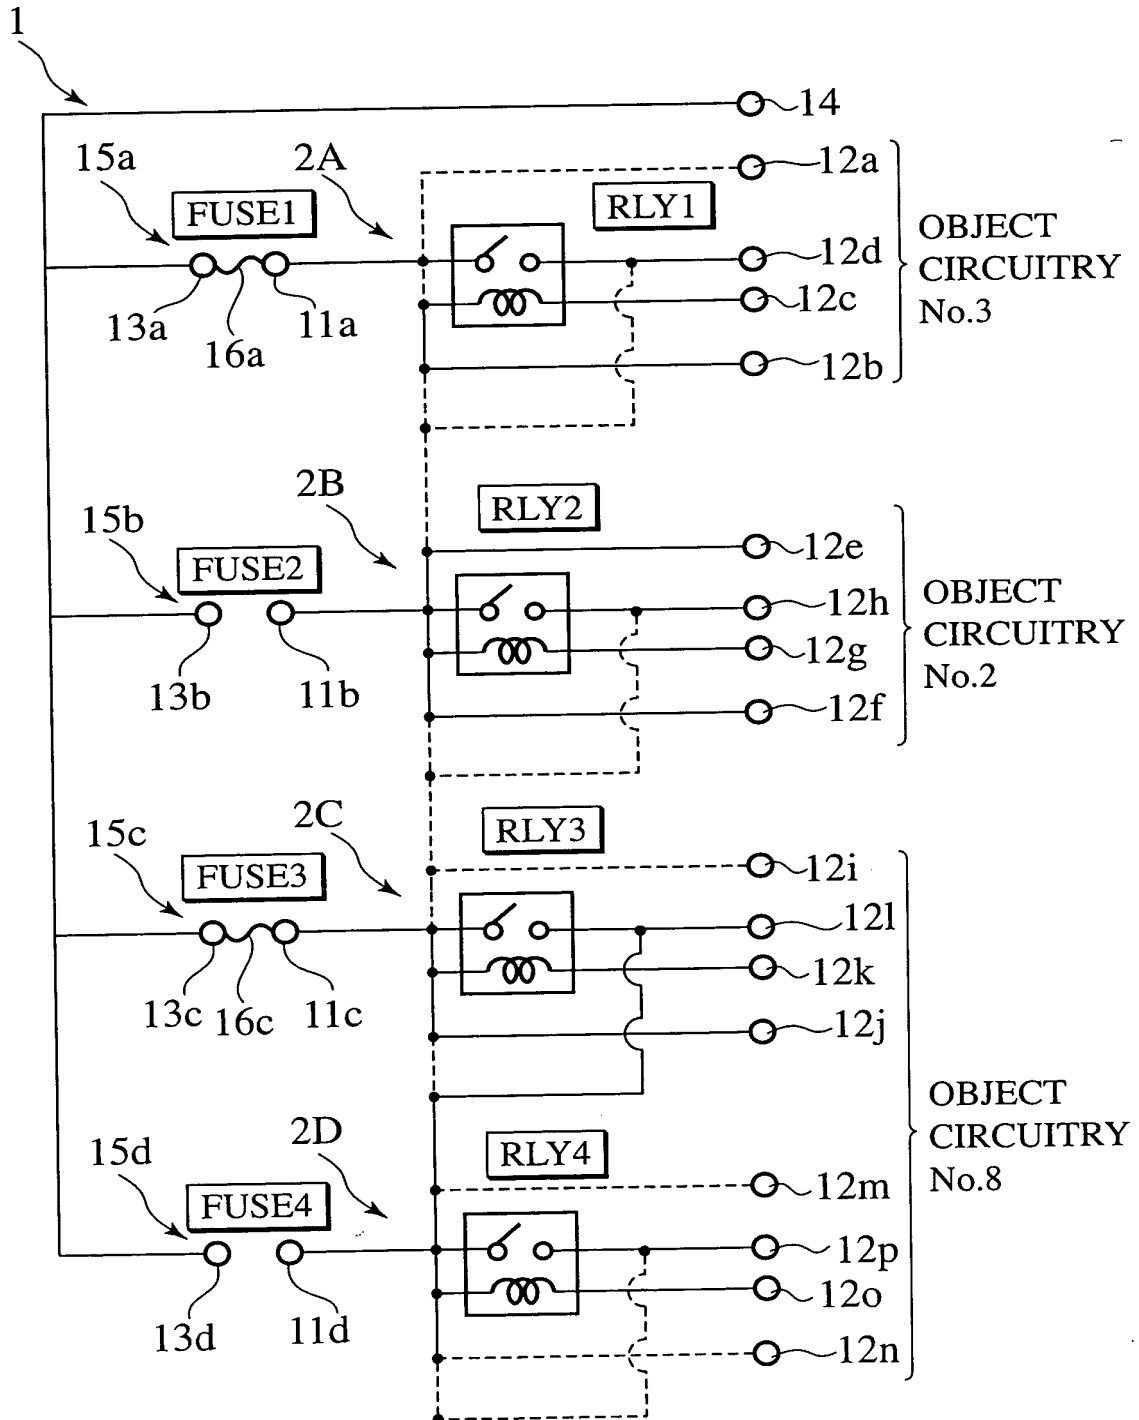 1
14
15a
2A
12a
FUSE1
RLY1
OBJECT
CIRCUITRY
No.3
12d
12c
13a
16a
11a
12b
2B
RLY2
15b
FUSE2
12e
OBJECT
CIRCUITRY
No.2
12h
12g
13b
11b
12f
2C
RLY3
15c
FUSE3
12i
12l
12k
13c
16c
11c
12j
OBJECT
CIRCUITRY
No.8
2D
RLY4
15d
FUSE4
12m
12p
12o
13d
11d
12n